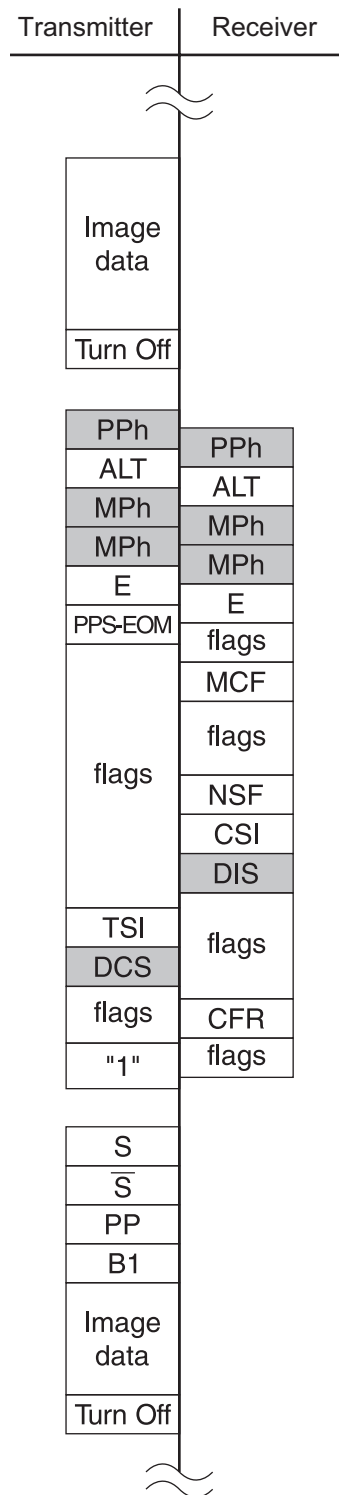 Transmitter Receiver
Image
data
Turn Off
PPh
ALT
MPh
MPh
E
PPS-EOM
flags
TSI
DCS
flags
"1"
PPh
ALT
MPh
MPh
E
flags
MCF
flags
NSF
CSI
DIS
flags
CFR
flags
S
S̅
PP
B1
Image
data
Turn Off